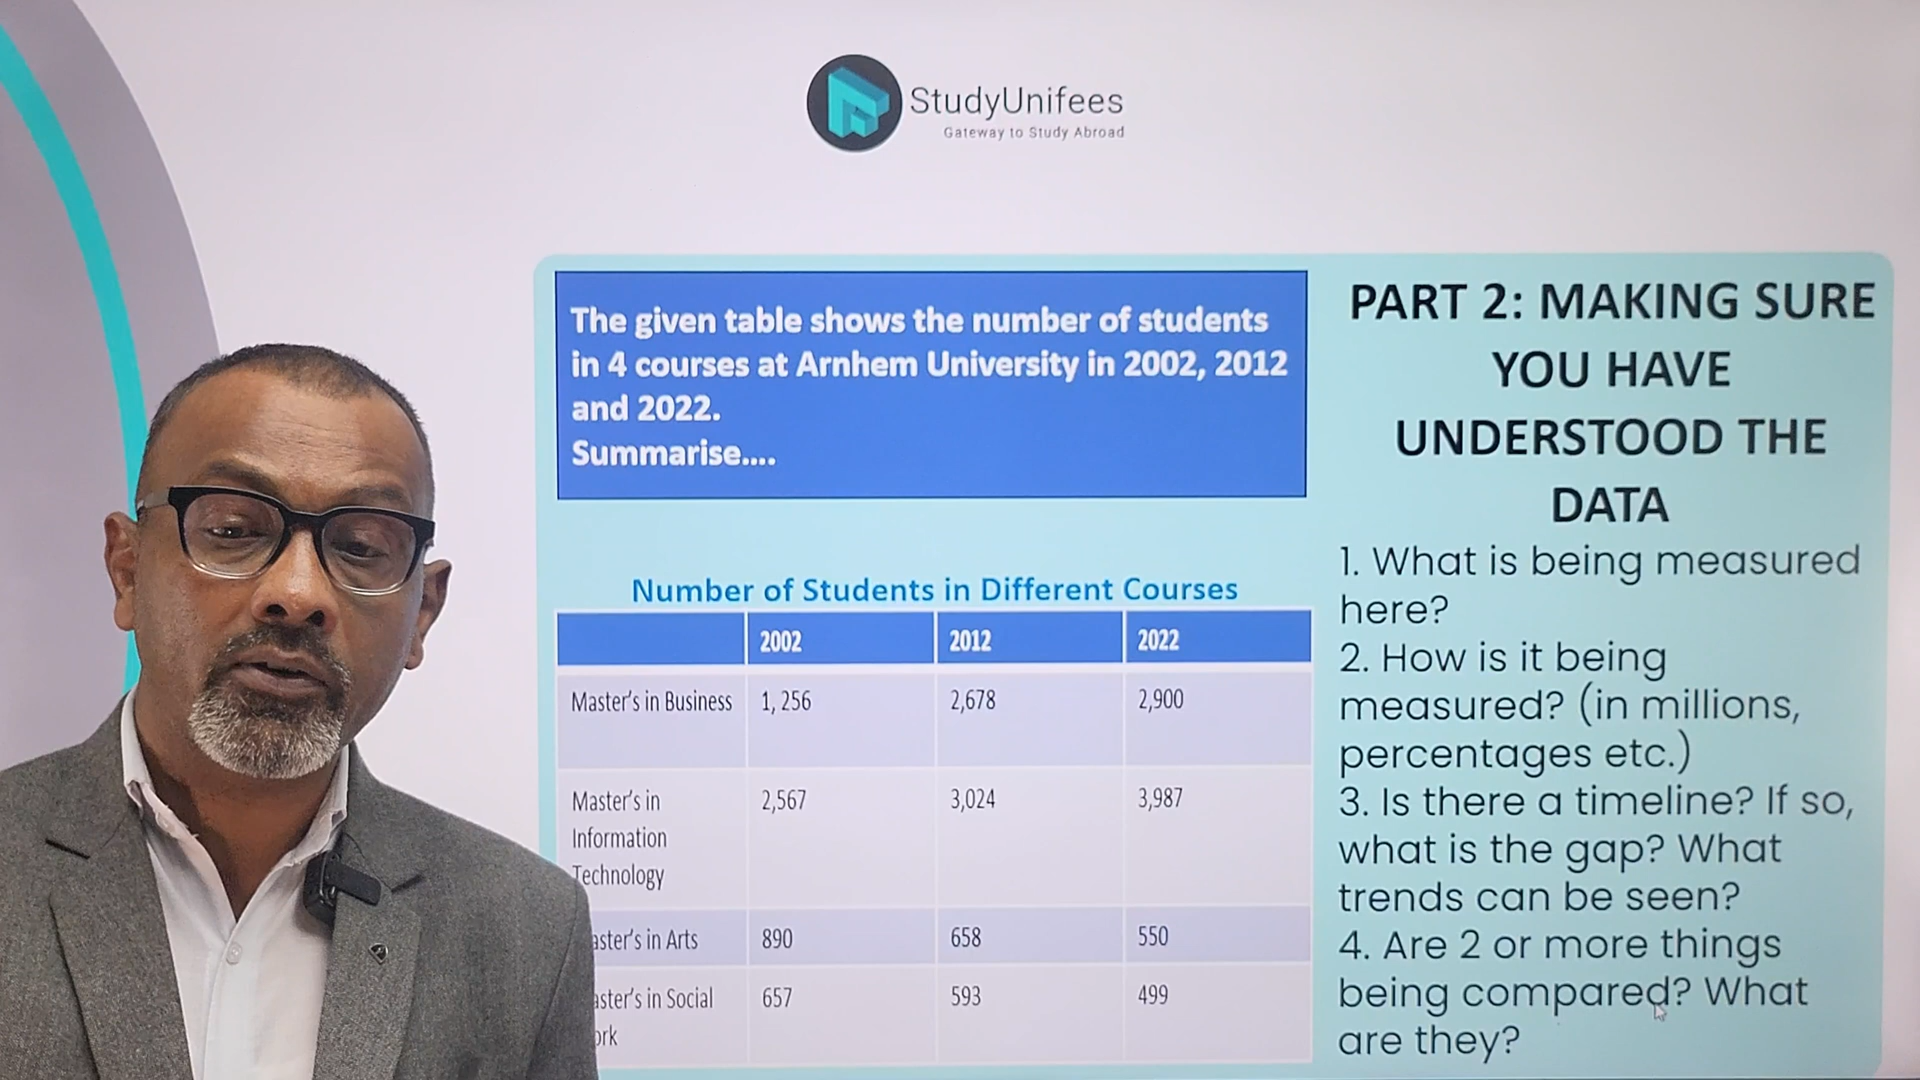 StudyUnifees
Gateway to Study Abroad
The given table shows the number of students
in 4 courses at Arnhem University in 2002, 2012
and 2022.
Summarise....
Number of Students in Different Courses
2002 2012 2022
Master's in Business 1, 256 2,678 2,900
Master's in
Information
Technology
2,567 3,024 3,987
aster's in Arts 890 658 550
aster's in Social
ork
657 593 499
PART 2: MAKING SURE
YOU HAVE
UNDERSTOOD THE
DATA
1. What is being measured
here?
2. How is it being
measured? (in millions,
percentages etc.)
3. Is there a timeline? If so,
what is the gap? What
trends can be seen?
4. Are 2 or more things
being compared? What
are they?